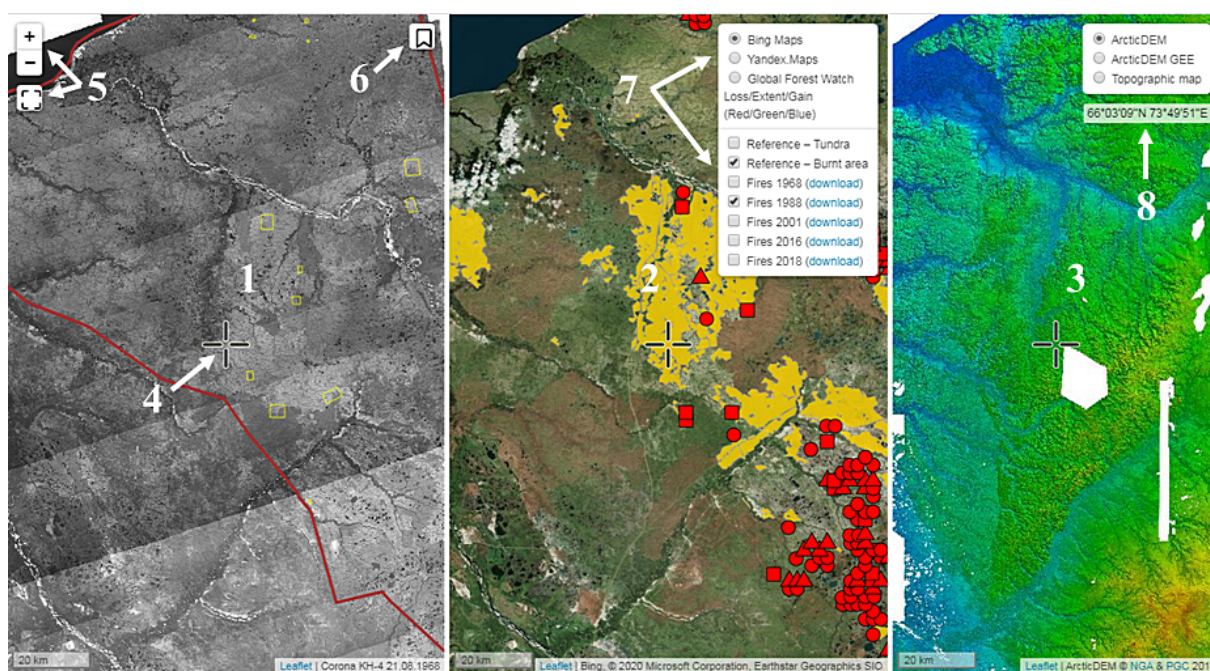 +
−
5
6
1
4
20 km
Leaflet | Corona KH-4 21.08.1968
7
Bing Maps
Yandex.Maps
Global Forest Watch
Loss/Extent/Gain
(Red/Green/Blue)
Reference – Tundra
Reference – Burnt area
Fires 1968 (download)
Fires 1988 (download)
Fires 2001 (download)
Fires 2016 (download)
Fires 2018 (download)
2
20 km
Leaflet | Bing, © 2020 Microsoft Corporation, Earthstar Geographics SIO
ArcticDEM
ArcticDEM GEE
Topographic map
66°03'09"N 73°49'51"E
8
3
20 km
Leaflet | ArcticDEM © NGA & PGC 201